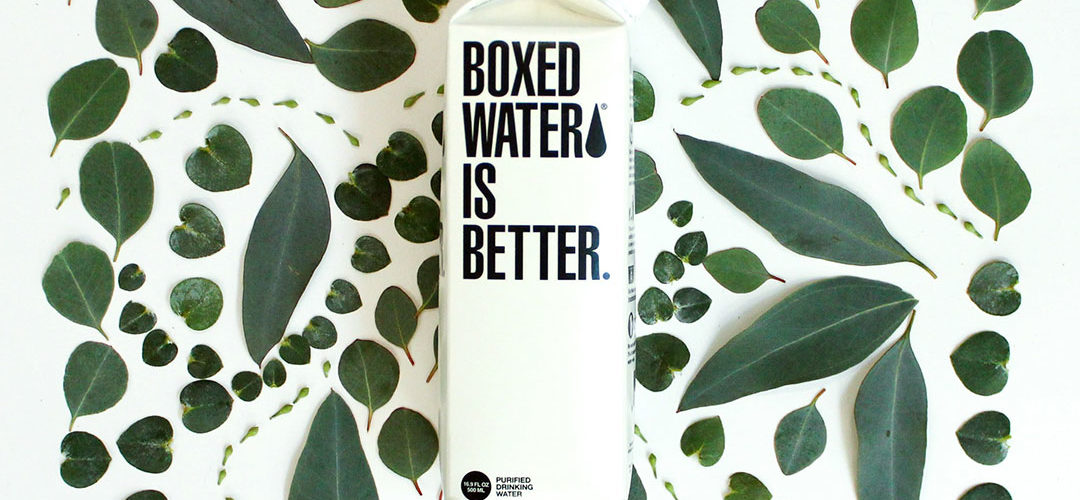 BOXED
WATER®
IS
BETTER.
16.9 FL OZ
500 ML
PURIFIED
DRINKING
WATER